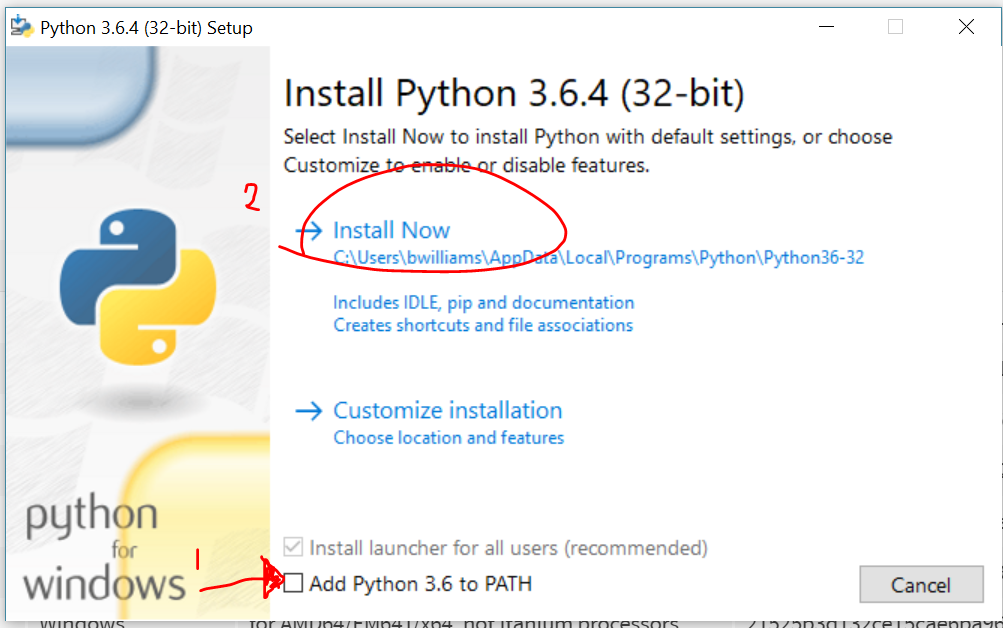 Python 3.6.4 (32-bit) Setup
Install Python 3.6.4 (32-bit)
Select Install Now to install Python with default settings, or choose
Customize to enable or disable features.
2
Install Now
C:\Users\bwilliams\AppData\Local\Programs\Python\Python36-32
Includes IDLE, pip and documentation
Creates shortcuts and file associations
Customize installation
Choose location and features
python
for
windows
Install launcher for all users (recommended)
1
Add Python 3.6 to PATH
Cancel
Windows for AMD64/EM64T/x64, not Itanium processors